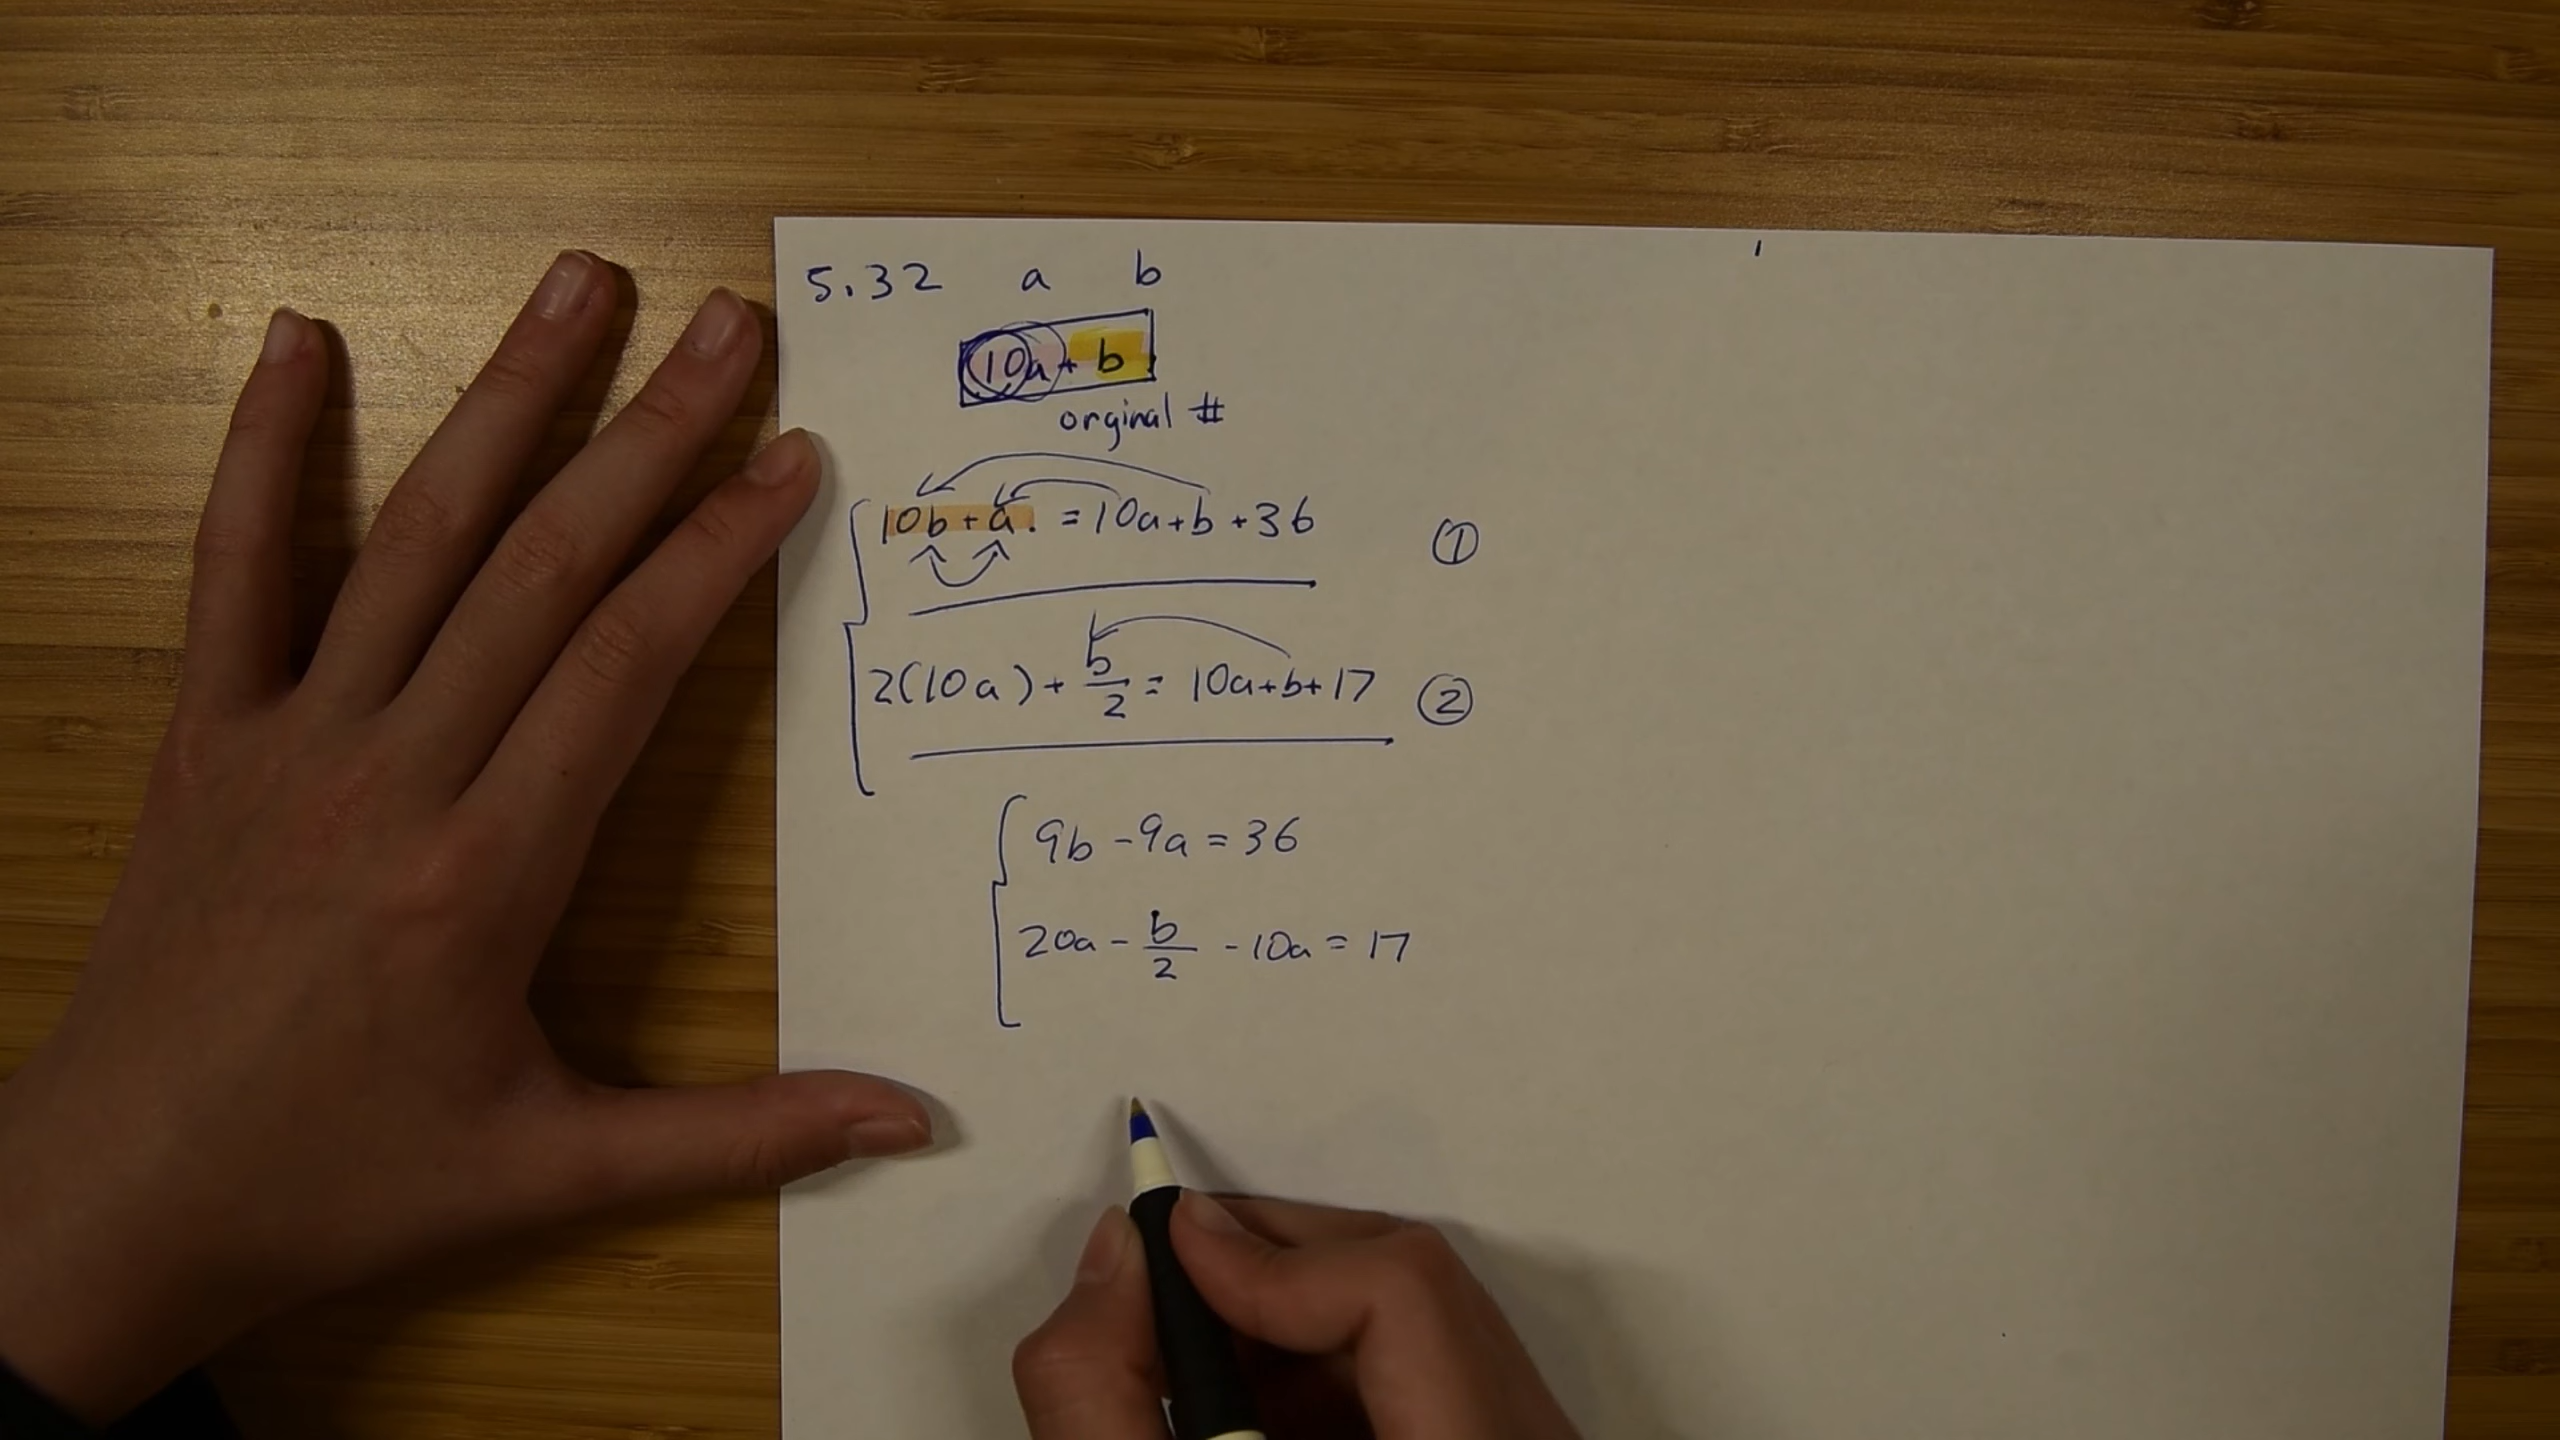 5.32 a b
10a + b
orginal #
10b + a. = 10a + b + 36 ①
2(10a) + b/2 = 10a + b + 17 ②
9b - 9a = 36
20a - b/2 - 10a = 17